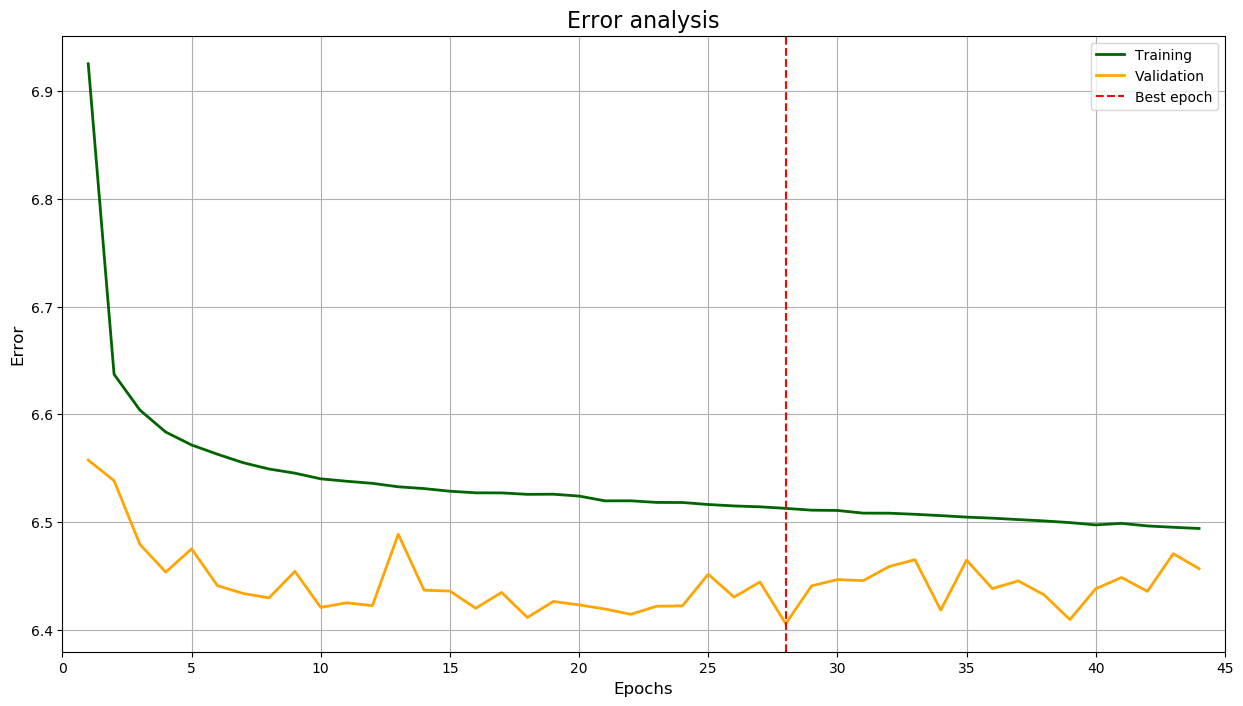 Error analysis
Training
Validation
Best epoch
Error
6.9
6.8
6.7
6.6
6.5
6.4
0 5 10 15 20 25 30 35 40 45
Epochs